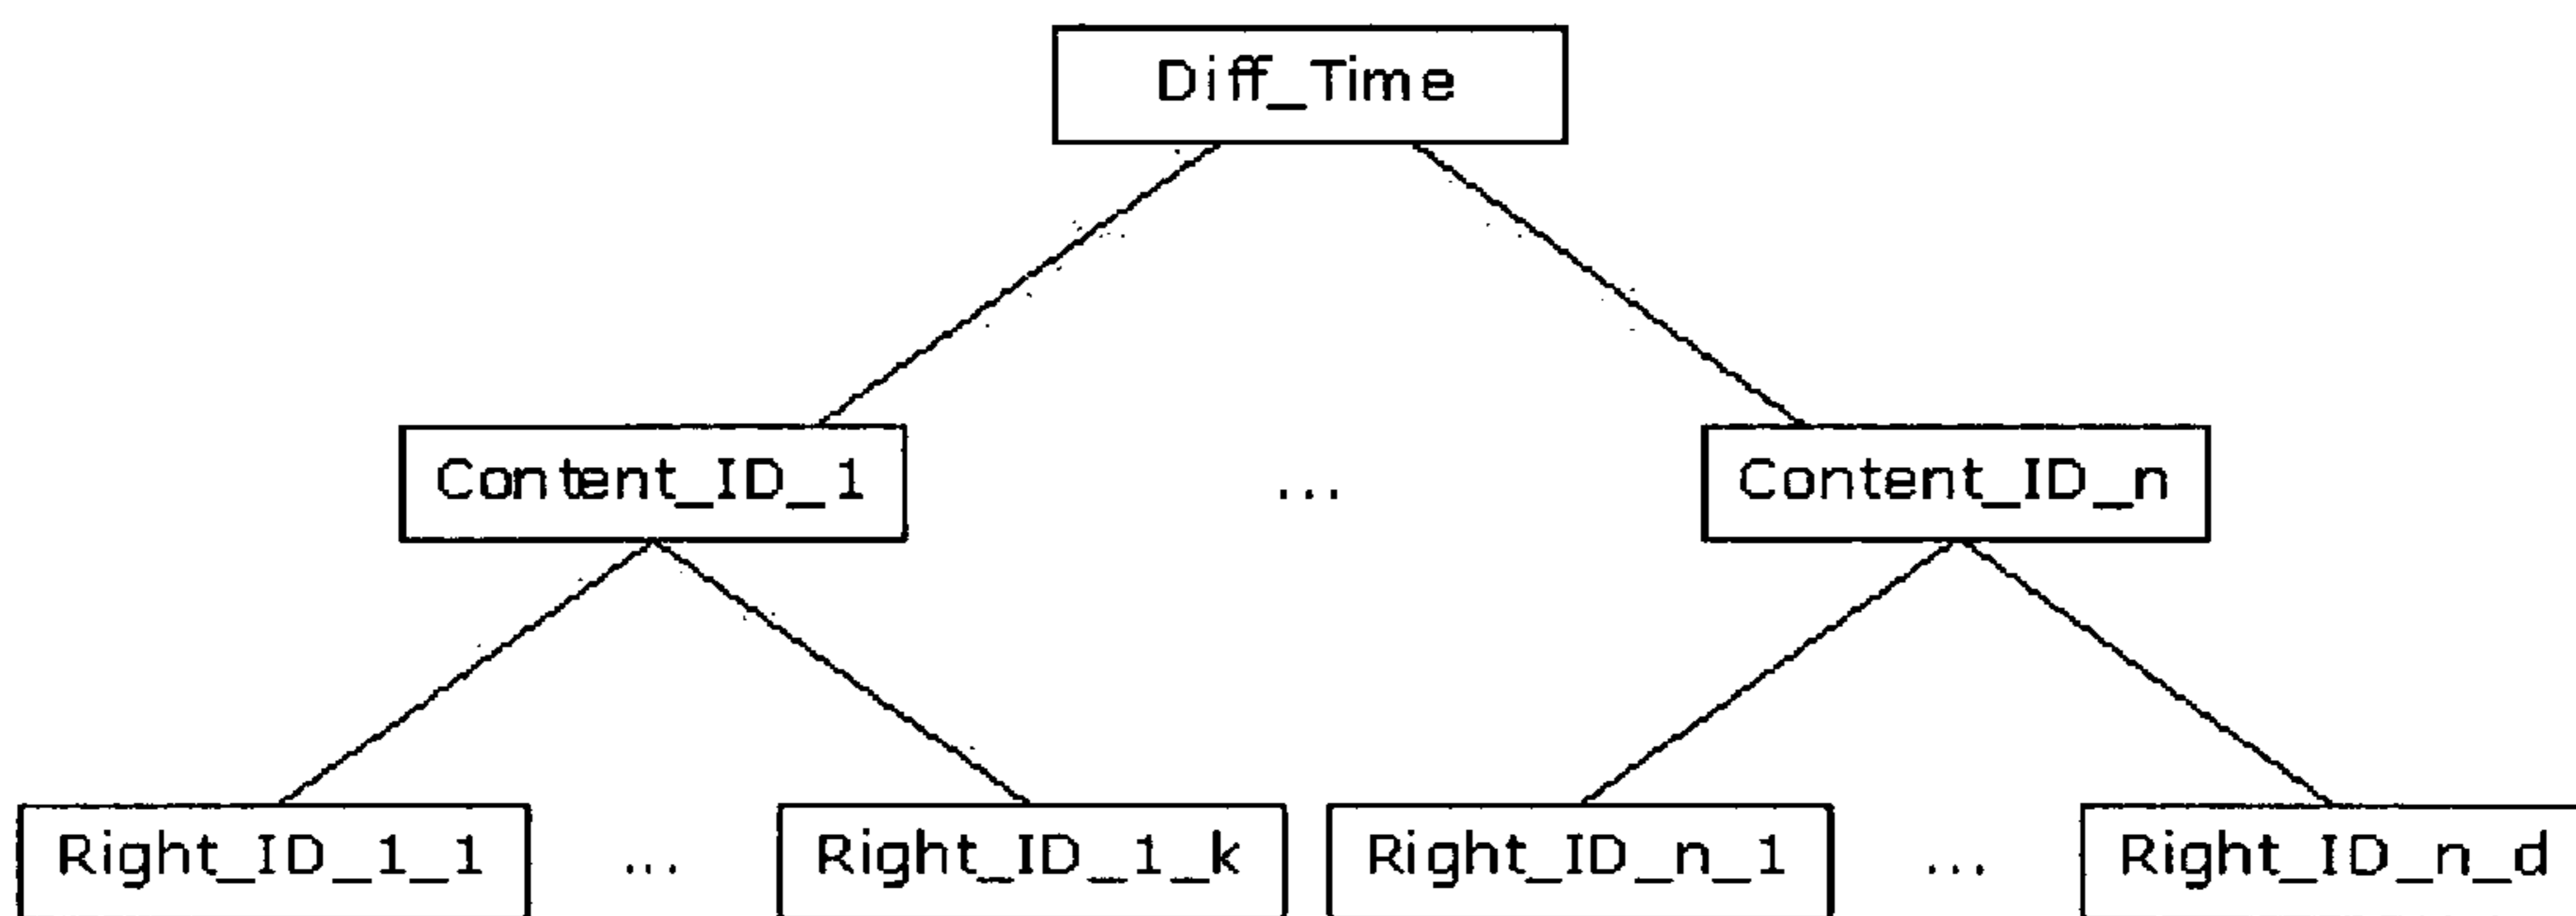 Diff_Time
Content_ID_1 ... Content_ID_n
Right_ID_1_1 ... Right_ID_1_k Right_ID_n_1 ... Right_ID_n_d